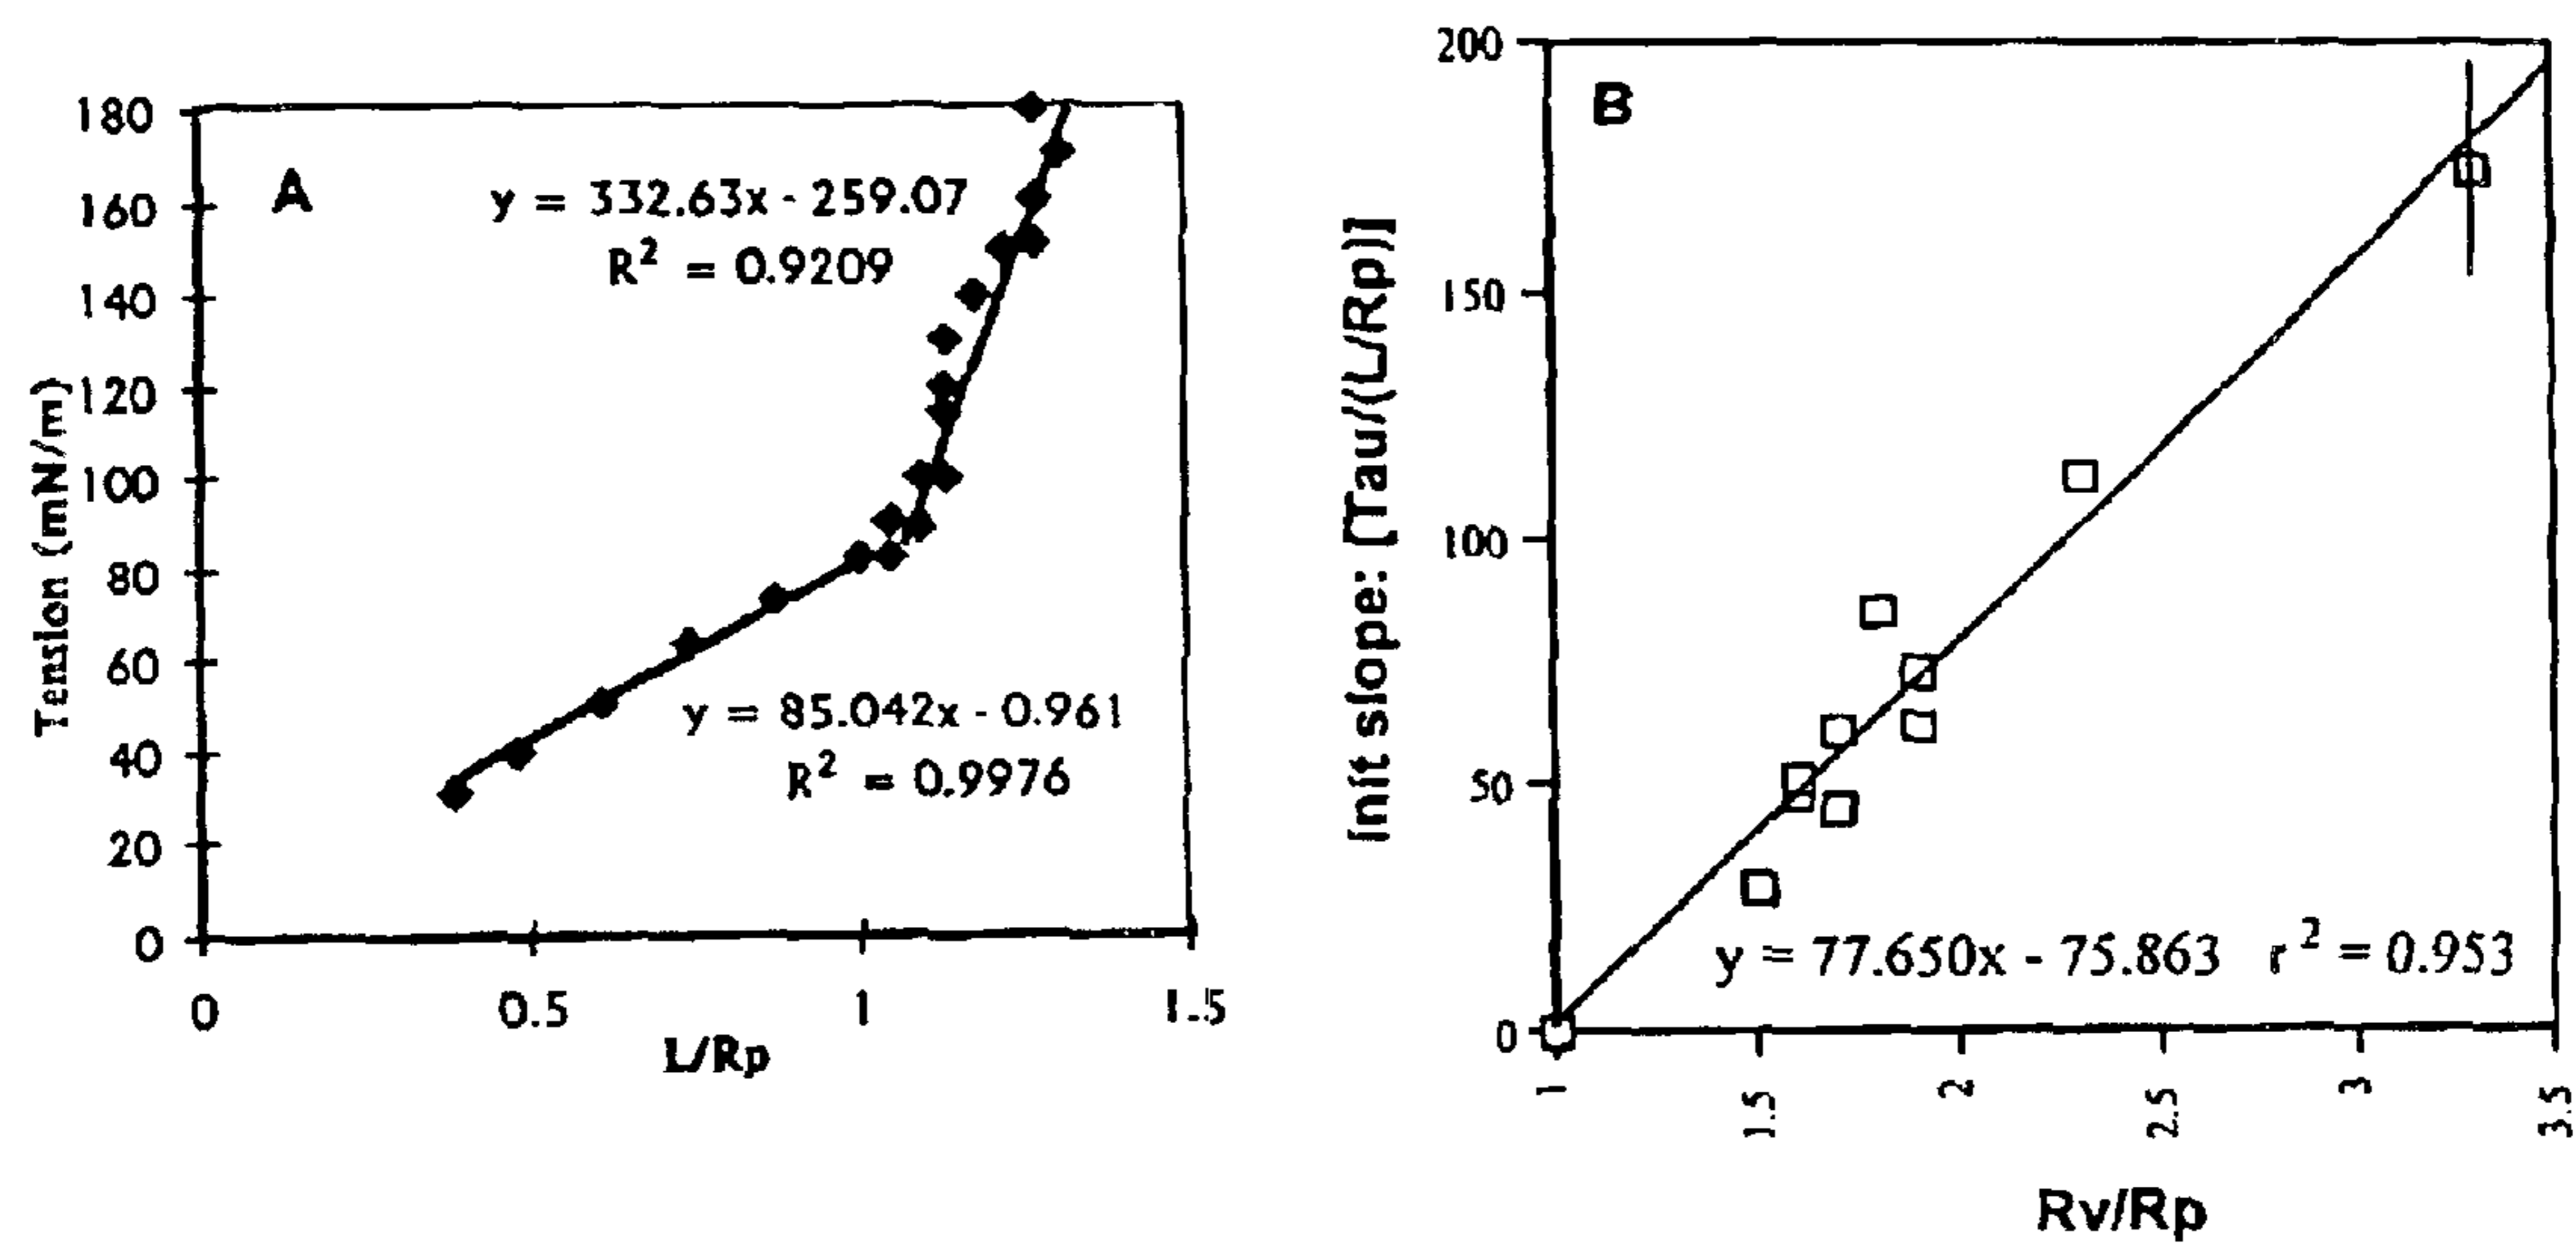 A
180
160
140
120
100
80
60
40
20
0
Tension (mN/m)
y = 332.63x - 259.07
R² = 0.9209
y = 85.042x - 0.961
R² = 0.9976
0 0.5 1 1.5
L/Rp
B
200
150
100
50
0
Init slope: [Tau/(L/Rp)]
y = 77.650x - 75.863 r² = 0.953
1 1.5 2 2.5 3 3.5
Rv/Rp